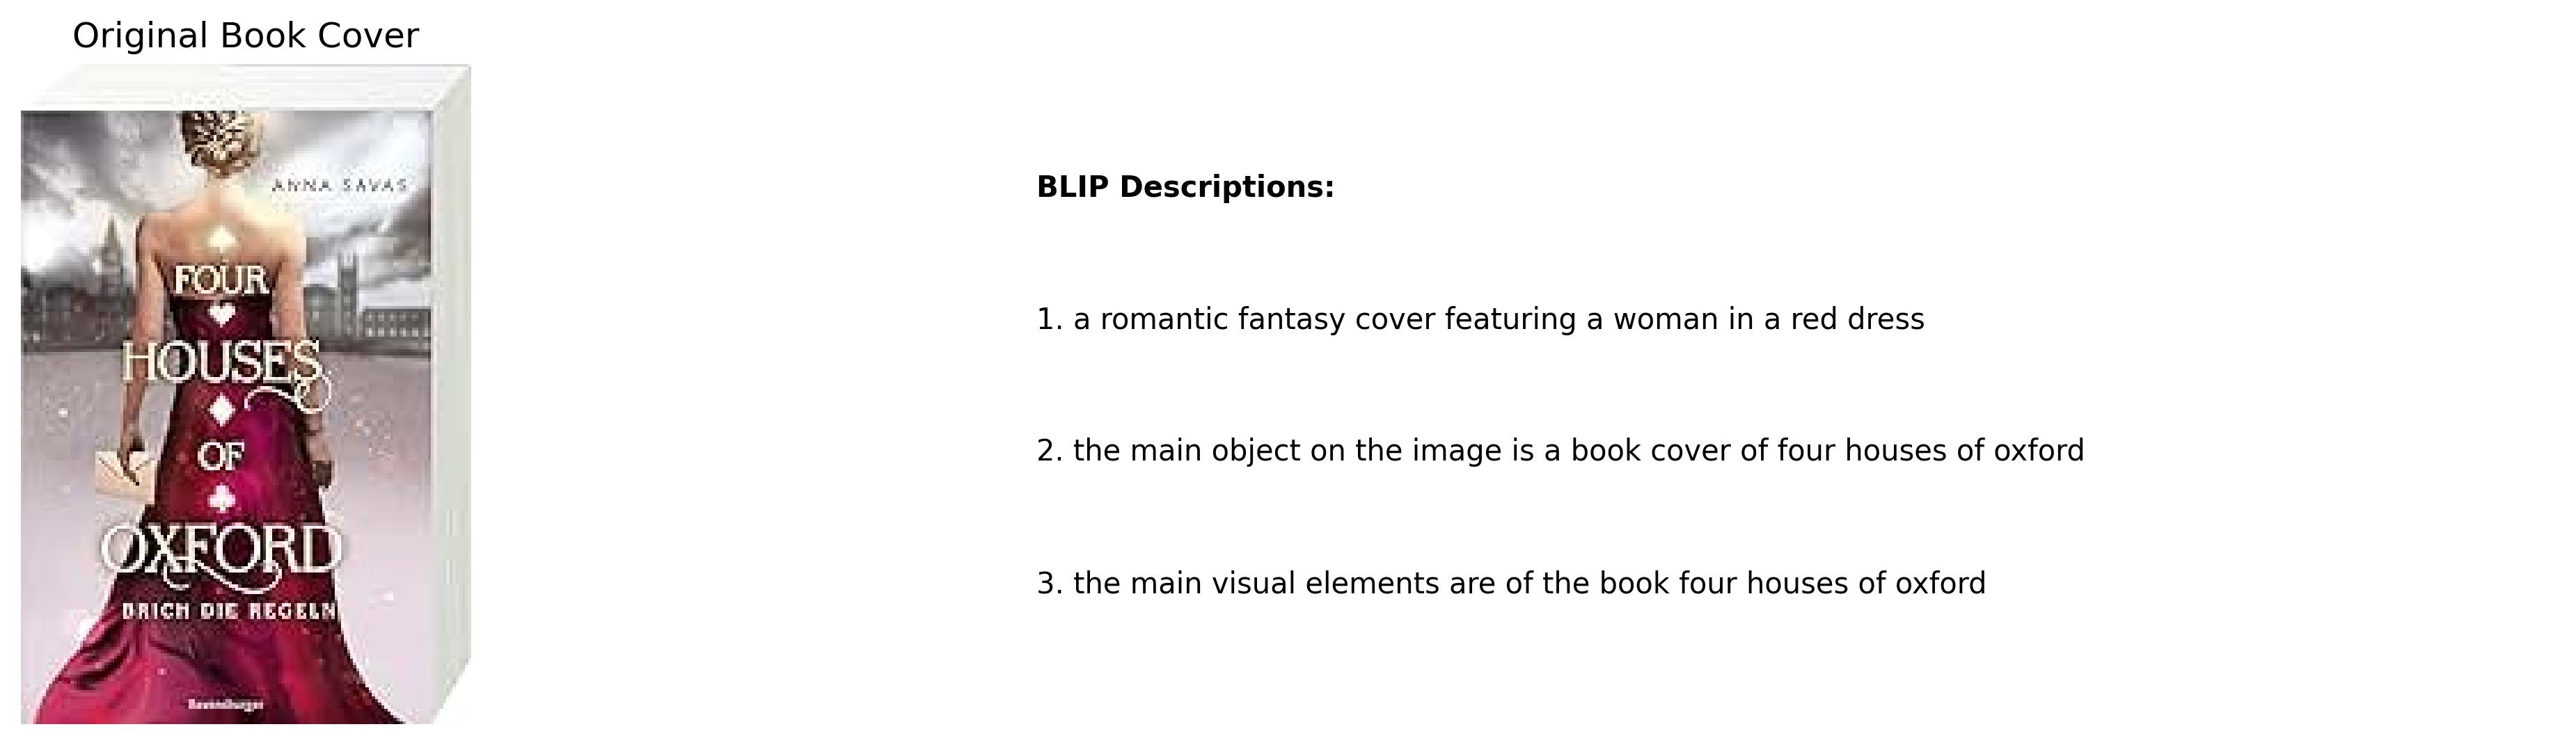 Original Book Cover
ANNA SAVAS
FOUR
HOUSES
OF
OXFORD
BRICH DIE REGELN
Ravensburger
BLIP Descriptions:
1. a romantic fantasy cover featuring a woman in a red dress
2. the main object on the image is a book cover of four houses of oxford
3. the main visual elements are of the book four houses of oxford